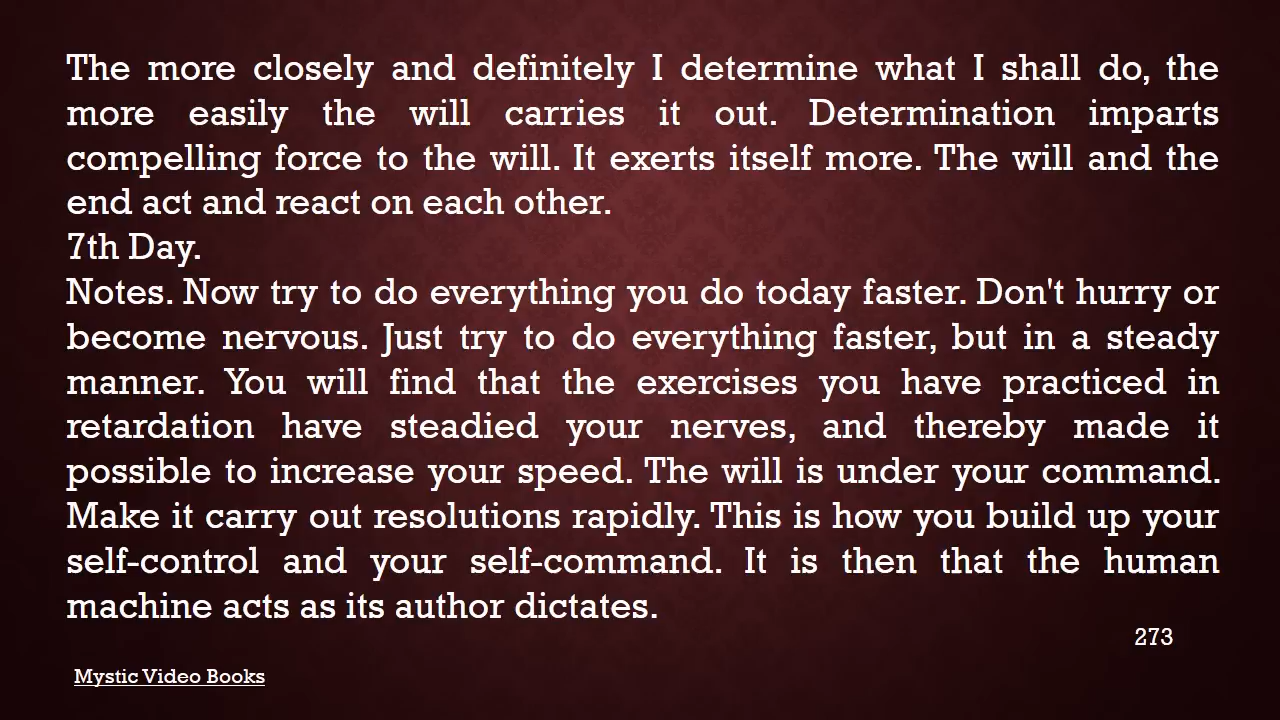 The more closely and definitely I determine what I shall do, the
more easily the will carries it out. Determination imparts
compelling force to the will. It exerts itself more. The will and the
end act and react on each other.
7th Day.
Notes. Now try to do everything you do today faster. Don't hurry or
become nervous. Just try to do everything faster, but in a steady
manner. You will find that the exercises you have practiced in
retardation have steadied your nerves, and thereby made it
possible to increase your speed. The will is under your command.
Make it carry out resolutions rapidly. This is how you build up your
self-control and your self-command. It is then that the human
machine acts as its author dictates.
273
Mystic Video Books